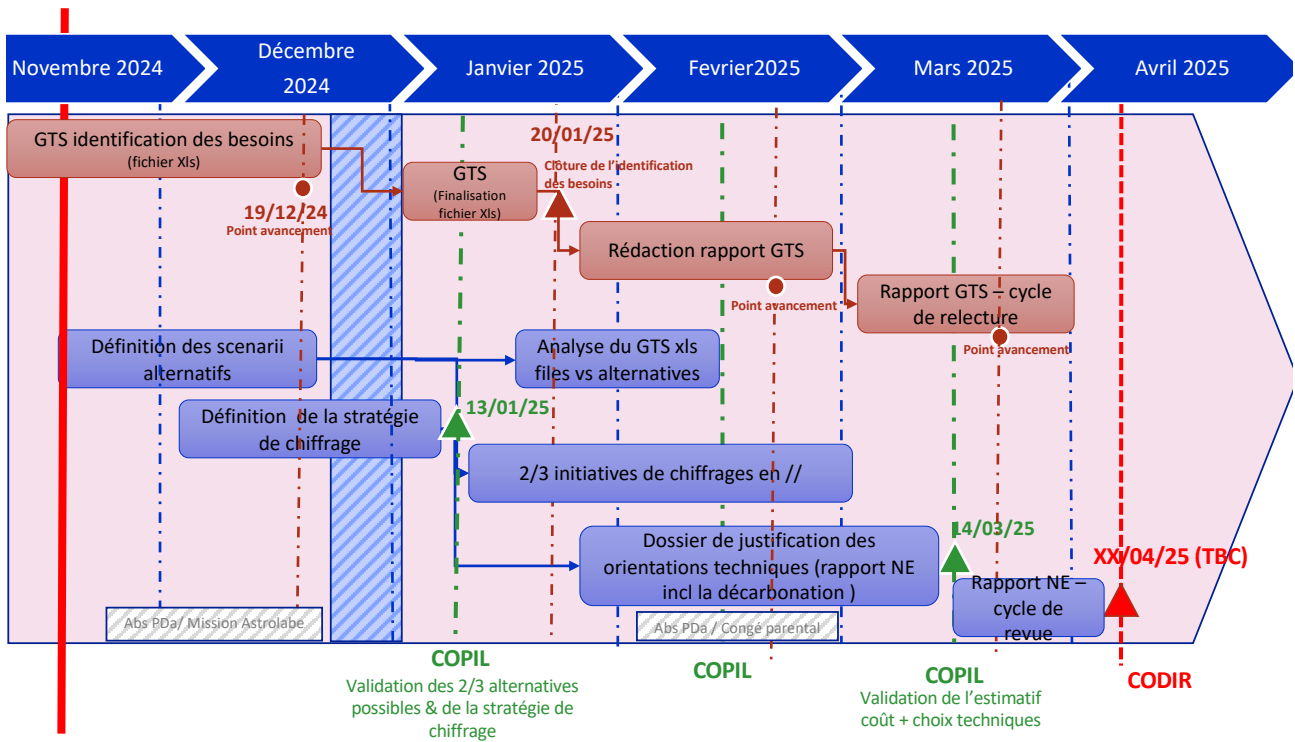 Novembre 2024
Décembre
2024
Janvier 2025
Fevrier2025
Mars 2025
Avril 2025
GTS identification des besoins
(fichier Xls)
19/12/24
Point avancement
GTS
(Finalisation
fichier Xls)
20/01/25
Clôture de l'identification
des besoins
Rédaction rapport GTS
Point avancement
Rapport GTS – cycle
de relecture
Point avancement
Définition des scenarii
alternatifs
Analyse du GTS xls
files vs alternatives
Définition de la stratégie
de chiffrage
13/01/25
2/3 initiatives de chiffrages en //
Dossier de justification des
orientations techniques (rapport NE
incl la décarbonation )
14/03/25
XX/04/25 (TBC)
Rapport NE –
cycle de
revue
Abs PDa/ Mission Astrolabe
Abs PDa / Congé parental
COPIL
Validation des 2/3 alternatives
possibles & de la stratégie de
chiffrage
COPIL
COPIL
Validation de l'estimatif
coût + choix techniques
CODIR